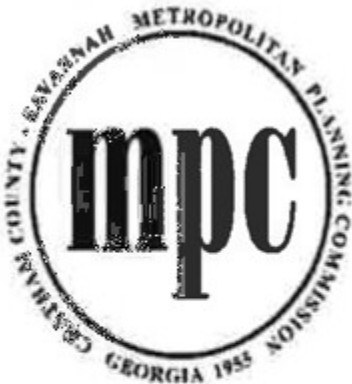 CHATHAM COUNTY - SAVANNAH METROPOLITAN PLANNING COMMISSION
mpc
GEORGIA 1955